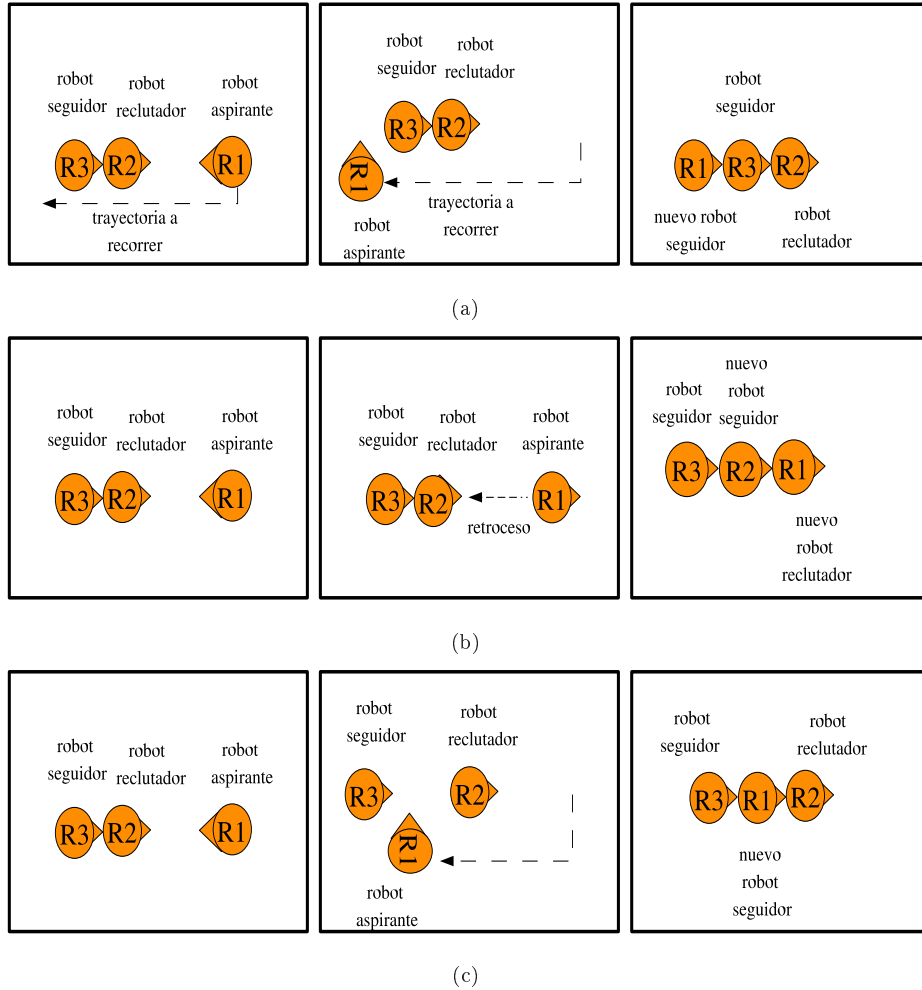 robot
seguidor
robot
reclutador
robot
aspirante
R3
R2
R1
trayectoria a
recorrer
robot
seguidor
robot
reclutador
R3
R2
R1
trayectoria a
recorrer
robot
aspirante
robot
seguidor
R1
R3
R2
nuevo robot
seguidor
robot
reclutador
(a)
robot
seguidor
robot
reclutador
robot
aspirante
R3
R2
R1
robot
seguidor
robot
reclutador
robot
aspirante
R3
R2
R1
retroceso
robot
seguidor
nuevo
robot
seguidor
R3
R2
R1
nuevo
robot
reclutador
(b)
robot
seguidor
robot
reclutador
robot
aspirante
R3
R2
R1
robot
seguidor
robot
reclutador
R3
R2
R1
robot
aspirante
robot
seguidor
robot
reclutador
R3
R1
R2
nuevo
robot
seguidor
(c)